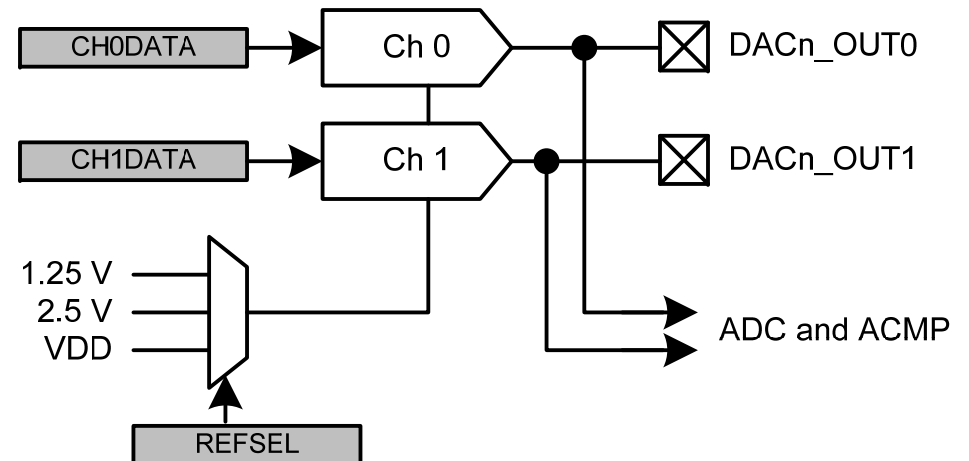 CH0DATA
Ch 0
DACn_OUT0
CH1DATA
Ch 1
DACn_OUT1
1.25 V
2.5 V
VDD
ADC and ACMP
REFSEL